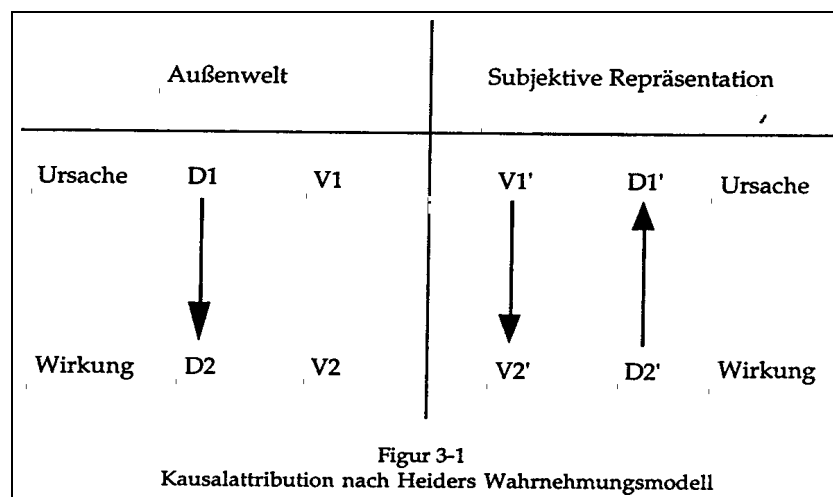 Außenwelt Subjektive Repräsentation
Ursache D1 V1 V1' D1' Ursache
Wirkung D2 V2 V2' D2' Wirkung
Figur 3-1
Kausalattribution nach Heiders Wahrnehmungsmodell